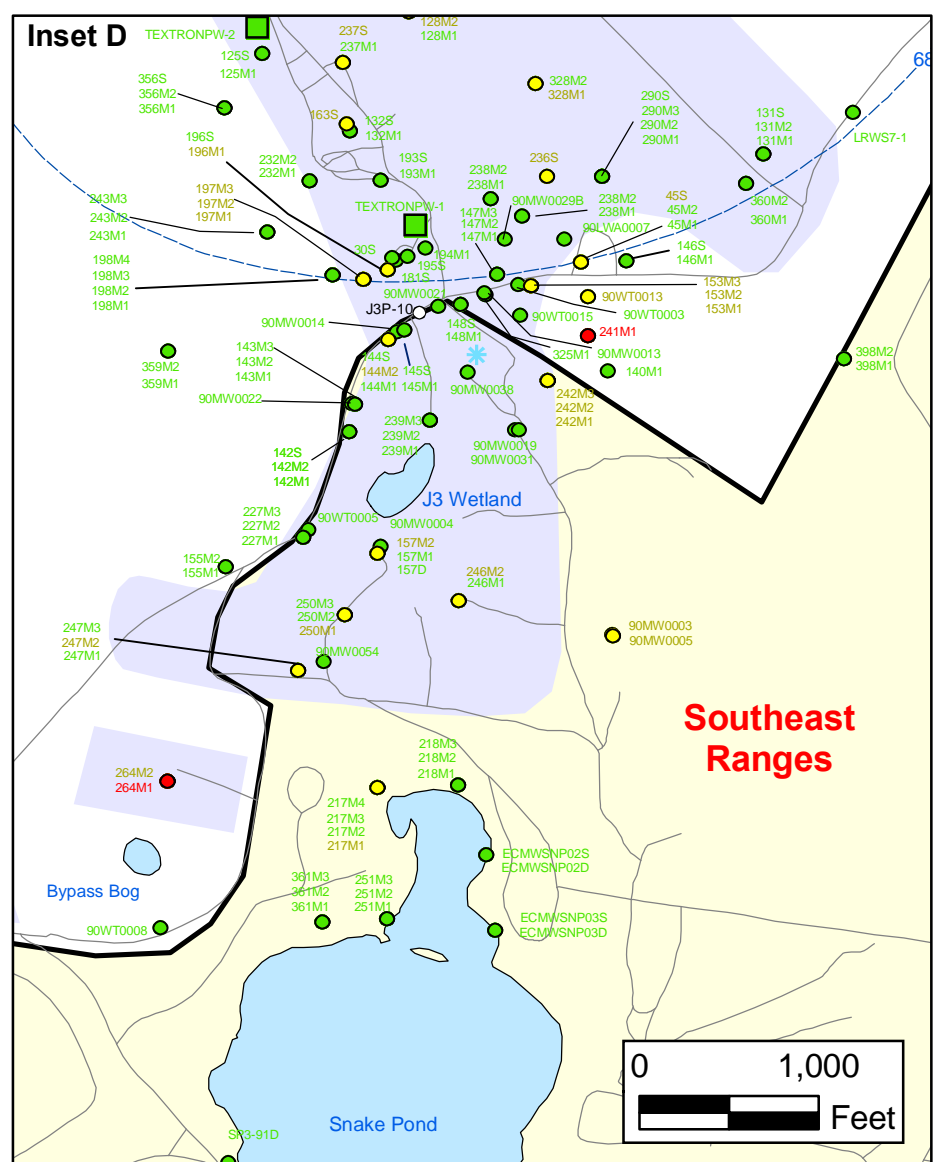 Inset D
TEXTRONPW-2
125S
125M1
237S
237M1
128M2
128M1
328M2
328M1
356S
356M2
356M1
163S
132S
132M1
290S
290M3
290M2
290M1
131S
131M2
131M1
LRWS7-1
68
196S
196M1
232M2
232M1
193S
193M1
238M2
238M1
236S
360M2
360M1
243M3
243M2
243M1
197M3
197M2
197M1
TEXTRONPW-1
147M3
147M2
147M1
90MW0029B
238M2
238M1
45S
45M2
45M1
90LWA0007
146S
146M1
198M4
198M3
198M2
198M1
30S
194M1
195S
181S
90MW0021
J3P-10
153M3
153M2
153M1
90WT0013
90WT0003
90WT0015
241M1
90MW0014
148S
148M1
325M1
90MW0013
140M1
398M2
398M1
359M2
359M1
143M3
143M2
143M1
144S
144M2
144M1
145S
145M1
90MW0038
90MW0022
242M3
242M2
242M1
239M3
239M2
239M1
90MW0019
90MW0031
142S
142M2
142M1
J3 Wetland
227M3
227M2
227M1
90WT0005
90MW0004
157M2
157M1
157D
155M2
155M1
246M2
246M1
250M3
250M2
250M1
247M3
247M2
247M1
90MW0054
90MW0003
90MW0005
Southeast
Ranges
218M3
218M2
218M1
264M2
264M1
217M4
217M3
217M2
217M1
ECMWSNP02S
ECMWSNP02D
Bypass Bog
361M3
361M2
361M1
251M3
251M2
251M1
90WT0008
ECMWSNP03S
ECMWSNP03D
0 1,000
Feet
Snake Pond
SP3-91D